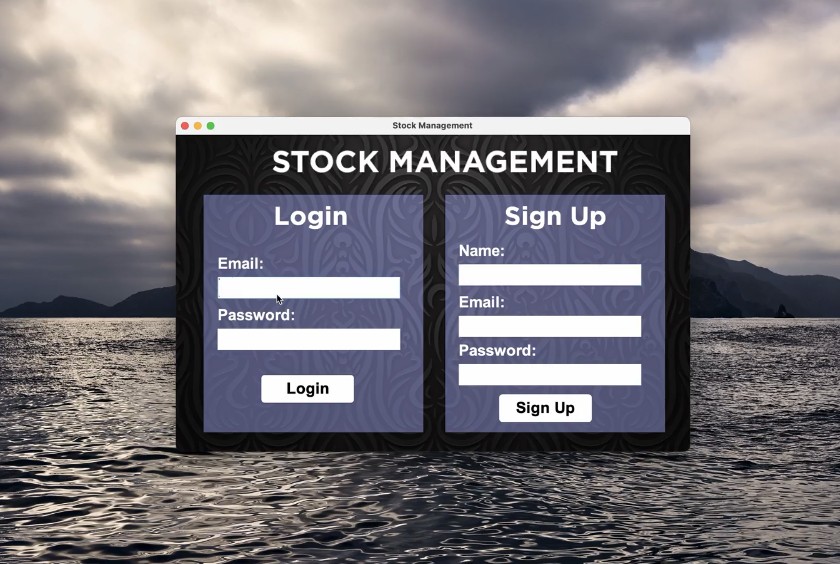 Stock Management
STOCK MANAGEMENT
Login
Email:
Password:
Login
Sign Up
Name:
Email:
Password:
Sign Up